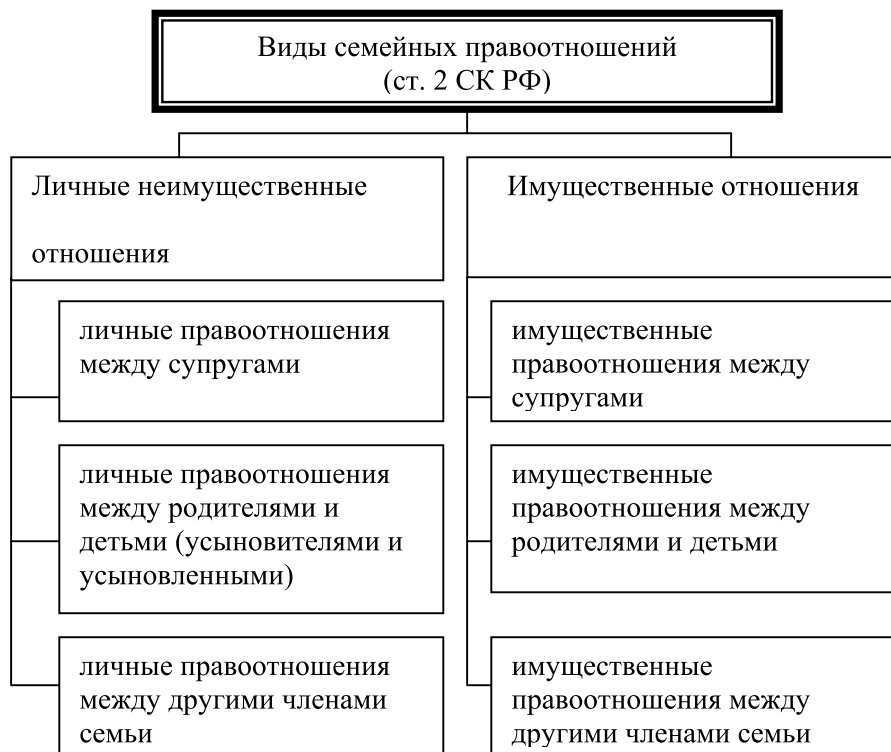 Виды семейных правоотношений
(ст. 2 СК РФ)
Личные неимущественные
отношения
личные правоотношения
между супругами
личные правоотношения
между родителями и
детьми (усыновителями и
усыновленными)
личные правоотношения
между другими членами
семьи
Имущественные отношения
имущественные
правоотношения между
супругами
имущественные
правоотношения между
родителями и детьми
имущественные
правоотношения между
другими членами семьи